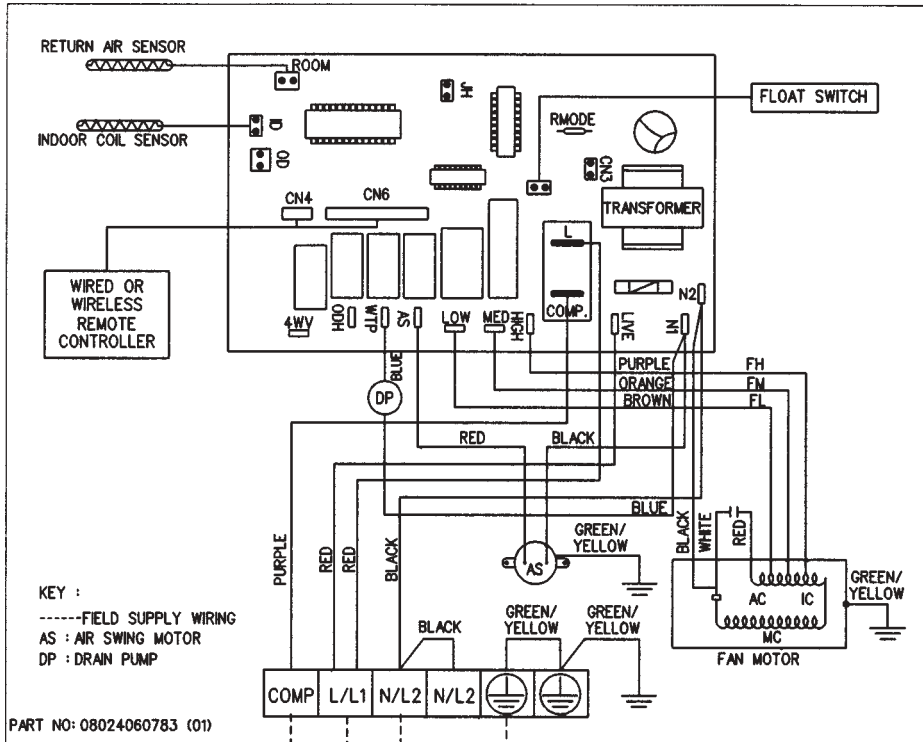 RETURN AIR SENSOR
ROOM
JH
FLOAT SWITCH
RMODE
ID
INDOOR COIL SENSOR
OD
CN3
CN4
CN6
TRANSFORMER
L
WIRED OR
WIRELESS
REMOTE
CONTROLLER
COMP.
N2
4WV
ODH
WTP
AS
LOW
MED
HIGH
LIVE
N1
BLUE
PURPLE
FH
ORANGE
FM
BROWN
FL
DP
RED
BLACK
BLUE
PURPLE
RED
RED
BLACK
GREEN/
YELLOW
AS
BLACK
WHITE
RED
AC
IC
MC
FAN MOTOR
GREEN/
YELLOW
KEY :
------FIELD SUPPLY WIRING
AS : AIR SWING MOTOR
DP : DRAIN PUMP
BLACK
GREEN/
YELLOW
GREEN/
YELLOW
COMP
L/L1
N/L2
N/L2
PART NO: 08024060783 (01)